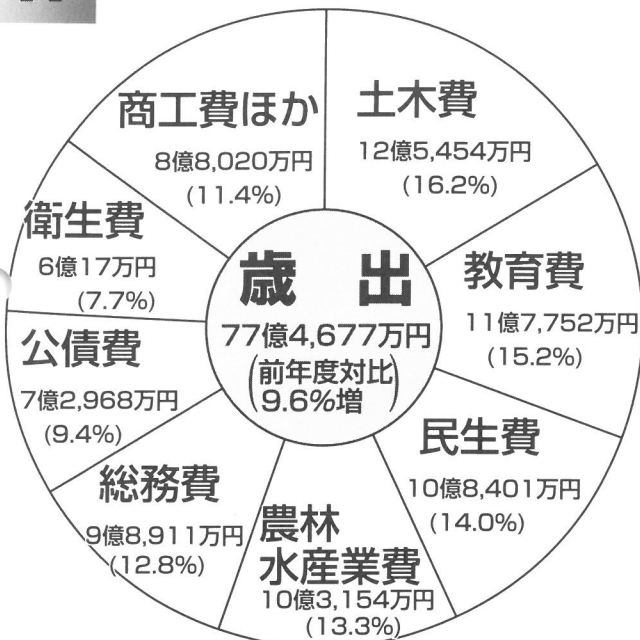 歳 出
77億4,677万円
(前年度対比
9.6%増)
土木費
12億5,454万円
(16.2%)
教育費
11億7,752万円
(15.2%)
民生費
10億8,401万円
(14.0%)
農林
水産業費
10億3,154万円
(13.3%)
総務費
9億8,911万円
(12.8%)
公債費
7億2,968万円
(9.4%)
衛生費
6億17万円
(7.7%)
商工費ほか
8億8,020万円
(11.4%)